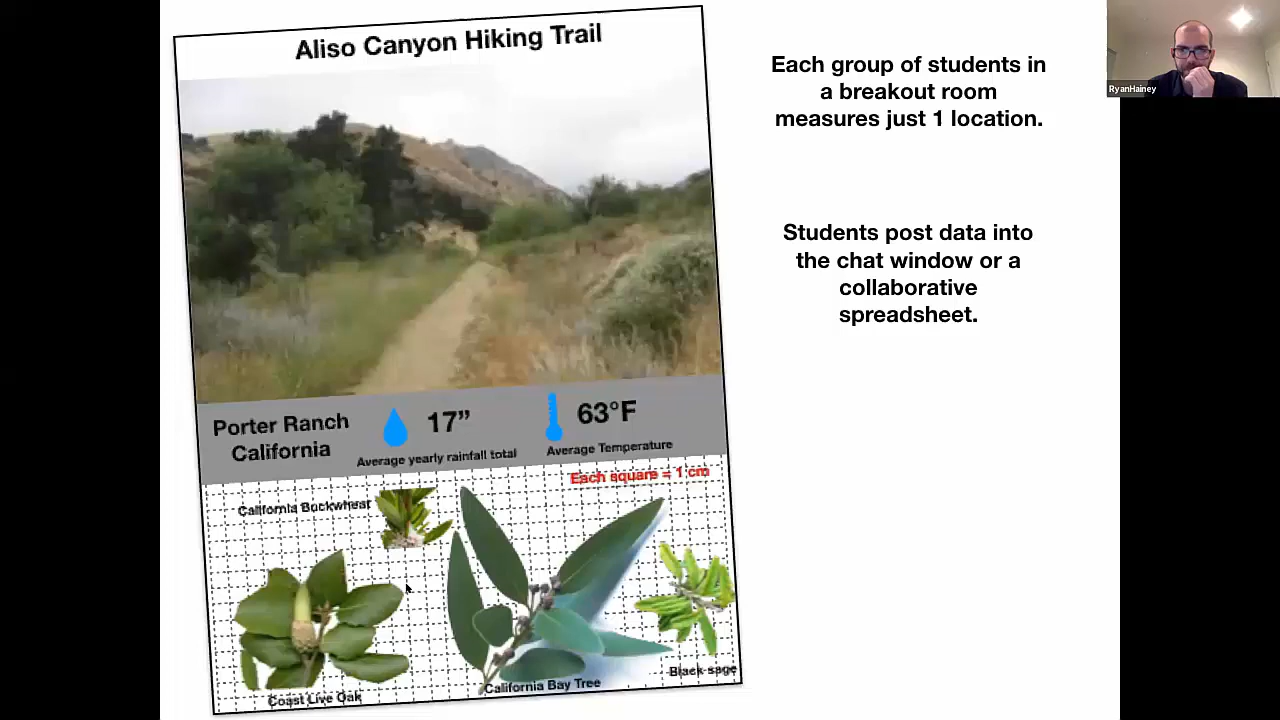 Aliso Canyon Hiking Trail
Each group of students in
a breakout room
measures just 1 location.
RyanHainey
Students post data into
the chat window or a
collaborative
spreadsheet.
Porter Ranch
California
17”
Average yearly rainfall total
63°F
Average Temperature
Each square = 1 cm
California Buckwheat
Coast Live Oak
California Bay Tree
Black sage